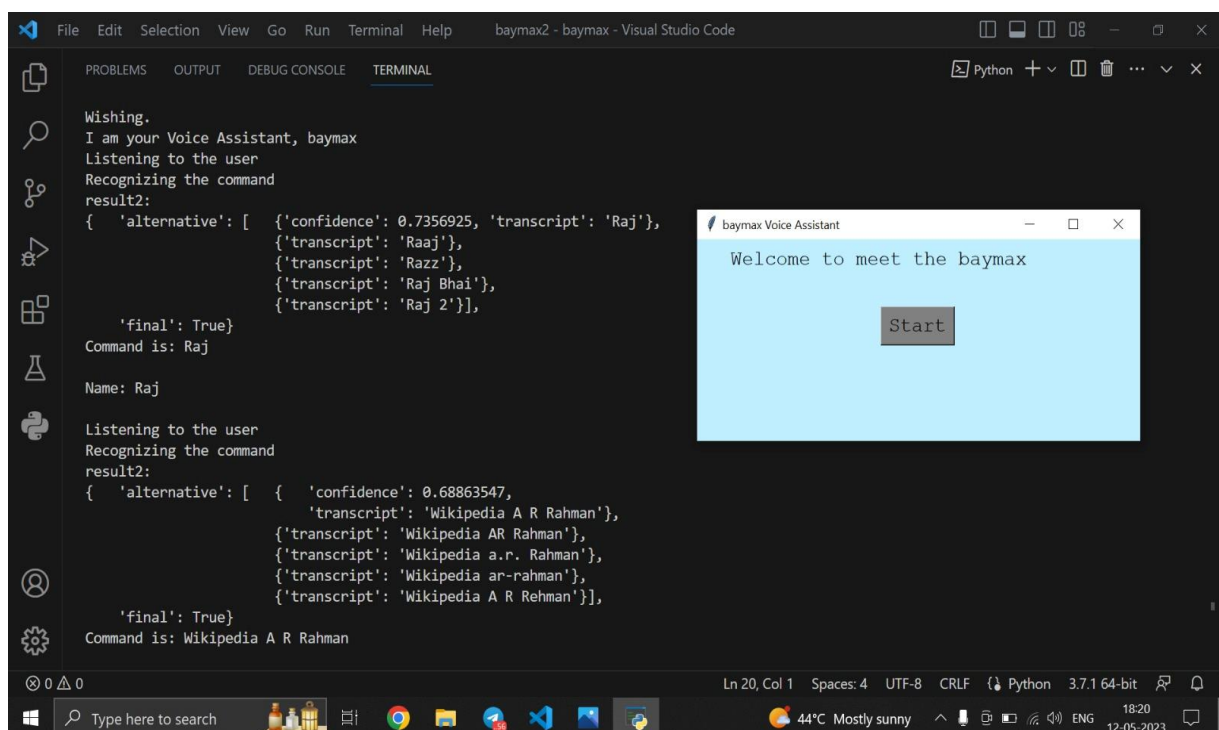 File Edit Selection View Go Run Terminal Help baymax2 - baymax - Visual Studio Code
PROBLEMS OUTPUT DEBUG CONSOLE TERMINAL
Python
Wishing.
I am your Voice Assistant, baymax
Listening to the user
Recognizing the command
result2:
{   'alternative': [   {'confidence': 0.7356925, 'transcript': 'Raj'},
{'transcript': 'Raaj'},
{'transcript': 'Razz'},
{'transcript': 'Raj Bhai'},
{'transcript': 'Raj 2'}],
'final': True}
Command is: Raj
Name: Raj
Listening to the user
Recognizing the command
result2:
{   'alternative': [   {   'confidence': 0.68863547,
'transcript': 'Wikipedia A R Rahman'},
{'transcript': 'Wikipedia AR Rahman'},
{'transcript': 'Wikipedia a.r. Rahman'},
{'transcript': 'Wikipedia ar-rahman'},
{'transcript': 'Wikipedia A R Rehman'}],
'final': True}
Command is: Wikipedia A R Rahman
baymax Voice Assistant
Welcome to meet the baymax
Start
0 0 Ln 20, Col 1 Spaces: 4 UTF-8 CRLF Python 3.7.1 64-bit
Type here to search 44°C Mostly sunny ENG 18:20
12-05-2023